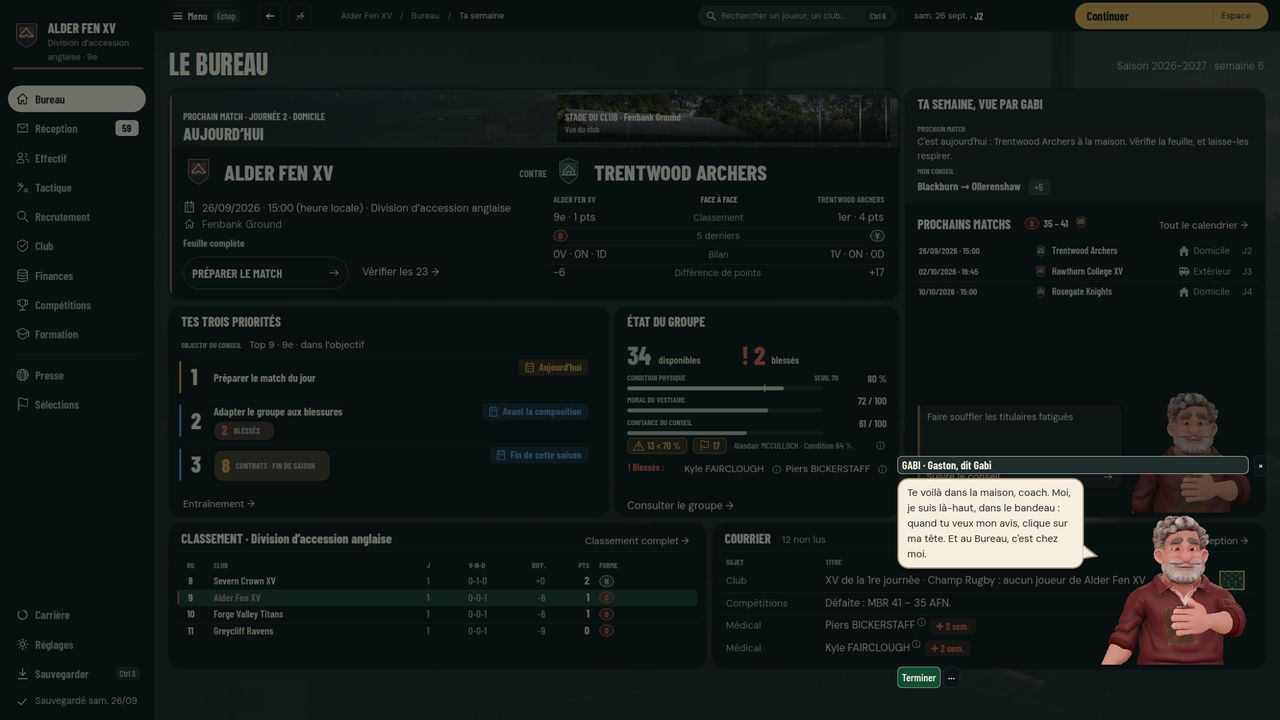 ALDER FEN XV
Division d'accession
anglaise · 9e
Menu Échap
Alder Fen XV / Bureau / Ta semaine
Rechercher un joueur, un club... Ctrl K
sam. 26 sept. · J2
Continuer Espace
Bureau
Réception 59
Effectif
Tactique
Recrutement
Club
Finances
Compétitions
Formation
Presse
Sélections
Carrière
Réglages
Sauvegarder Ctrl S
Sauvegardé sam. 26/09
LE BUREAU
Saison 2026–2027 · semaine 6
PROCHAIN MATCH · JOURNÉE 2 · DOMICILE
AUJOURD'HUI
STADE DU CLUB · Fenbank Ground
Vue du club
ALDER FEN XV
CONTRE
TRENTWOOD ARCHERS
26/09/2026 · 15:00 (heure locale) · Division d'accession anglaise
Fenbank Ground
Feuille complète
PRÉPARER LE MATCH →
Vérifier les 23 →
ALDER FEN XV FACE À FACE TRENTWOOD ARCHERS
9e · 1 pts Classement 1er · 4 pts
D 5 derniers V
0V · 0N · 1D Bilan 1V · 0N · 0D
-6 Différence de points +17
TA SEMAINE, VUE PAR GABI
PROCHAIN MATCH
C'est aujourd'hui : Trentwood Archers à la maison. Vérifie la feuille, et laisse-les
respirer.
MON CONSEIL
Blackburn → Ollerenshaw +5
PROCHAINS MATCHS D 35 – 41
Tout le calendrier →
26/09/2026 · 15:00 Trentwood Archers Domicile J2
02/10/2026 · 19:45 Hawthorn College XV Extérieur J3
10/10/2026 · 15:00 Rosegate Knights Domicile J4
Faire souffler les titulaires fatigués
Suivre le conseil →
TES TROIS PRIORITÉS
OBJECTIF DU CONSEIL Top 9 · 9e · dans l'objectif
1 Préparer le match du jour Aujourd'hui
2 Adapter le groupe aux blessures Avant la composition
2 BLESSÉS
3 8 CONTRATS · FIN DE SAISON Fin de cette saison
Entraînement →
ÉTAT DU GROUPE
34 disponibles ! 2 blessés
CONDITION PHYSIQUE SEUIL 70 80 %
MORAL DU VESTIAIRE 72 / 100
CONFIANCE DU CONSEIL 61 / 100
13 < 70 % 17 Alasdair MCCULLOCH · Condition 64 %
! Blessés : Kyle FAIRCLOUGH Piers BICKERSTAFF
Consulter le groupe →
GABI · Gaston, dit Gabi ×
Te voilà dans la maison, coach. Moi,
je suis là-haut, dans le bandeau :
quand tu veux mon avis, clique sur
ma tête. Et au Bureau, c'est chez
moi.
Terminer ...
CLASSEMENT · Division d'accession anglaise
Classement complet →
RG CLUB J V-N-D DIFF. PTS FORME
8 Severn Crown XV 1 0-1-0 +0 2 N
9 Alder Fen XV 1 0-0-1 -6 1 D
10 Forge Valley Titans 1 0-0-1 -6 1 D
11 Greycliff Ravens 1 0-0-1 -9 0 D
COURRIER 12 non lus
SUJET TITRE
Club XV de la 1re journée · Champ Rugby : aucun joueur de Alder Fen XV
Compétitions Défaite : MBR 41 – 35 AFN.
Médical Piers BICKERSTAFF + 2 sem.
Médical Kyle FAIRCLOUGH + 2 sem.